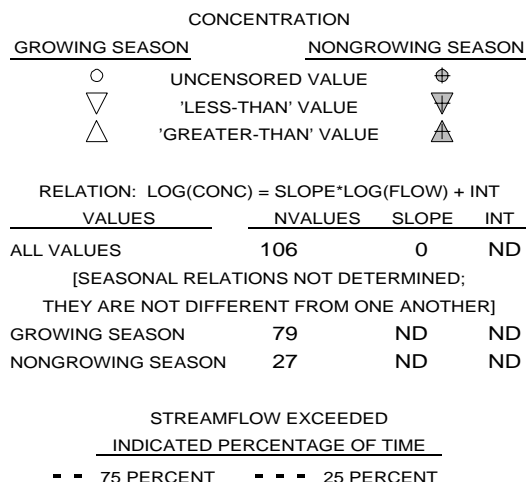 CONCENTRATION
GROWING SEASON NONGROWING SEASON
UNCENSORED VALUE
'LESS-THAN' VALUE
'GREATER-THAN' VALUE
RELATION: LOG(CONC) = SLOPE*LOG(FLOW) + INT
VALUES NVALUES SLOPE INT
ALL VALUES 106 0 ND
[SEASONAL RELATIONS NOT DETERMINED;
THEY ARE NOT DIFFERENT FROM ONE ANOTHER]
GROWING SEASON 79 ND ND
NONGROWING SEASON 27 ND ND
STREAMFLOW EXCEEDED
INDICATED PERCENTAGE OF TIME
75 PERCENT 25 PERCENT